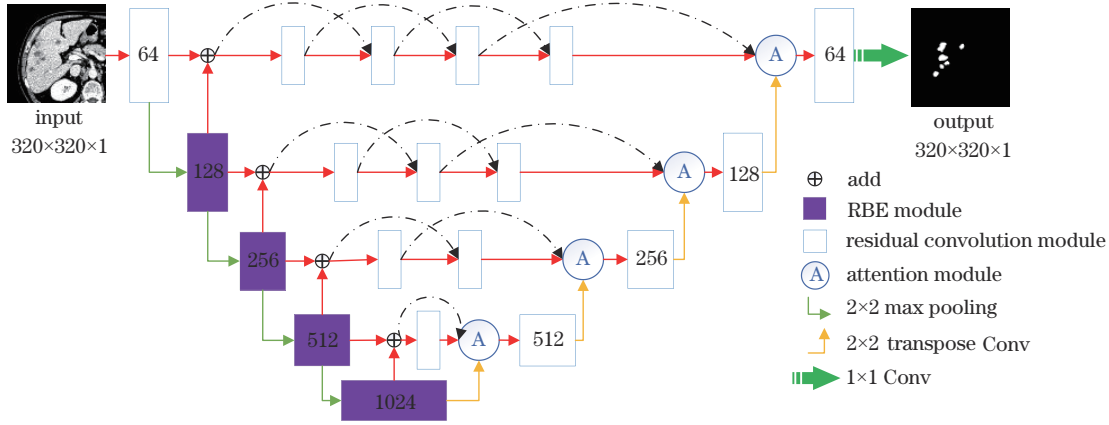 64
A
64
input
320×320×1
output
320×320×1
128
A
128
add
RBE module
256
A
256
residual convolution module
A
attention module
2×2 max pooling
512
A
512
2×2 transpose Conv
1×1 Conv
1024